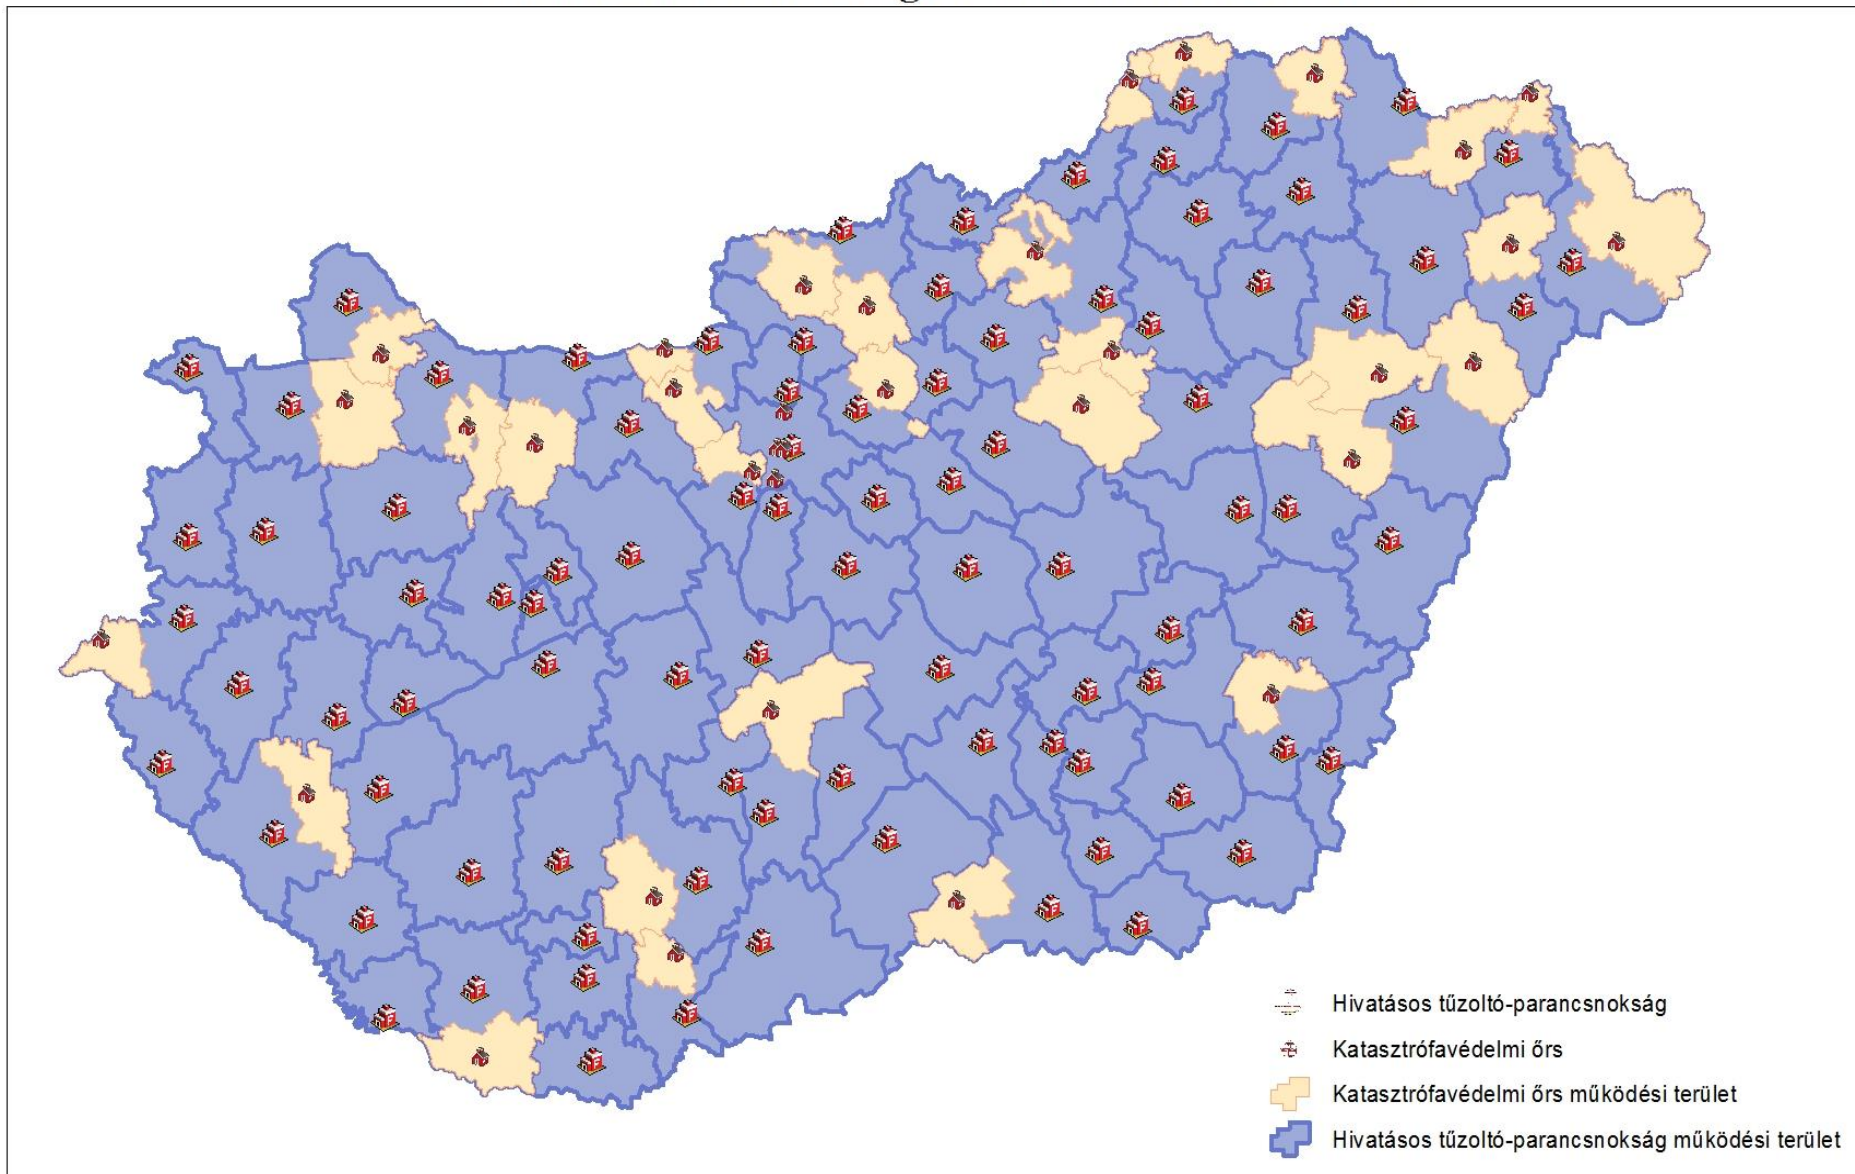 Hivatásos tűzoltó-parancsnokság
Katasztrófavédelmi őrs
Katasztrófavédelmi őrs működési terület
Hivatásos tűzoltó-parancsnokság működési terület